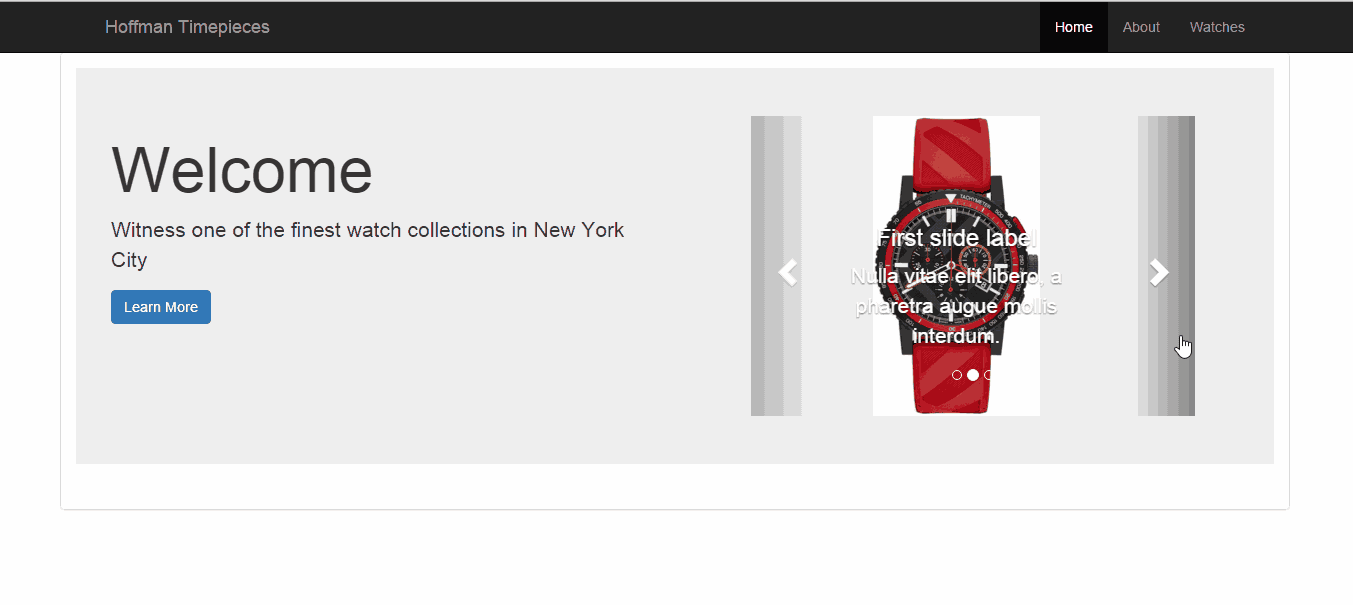 Hoffman Timepieces
Home About Watches
Welcome
Witness one of the finest watch collections in New York
City
Learn More
TACHYMETER
First slide label
Nulla vitae elit libero, a
pharetra augue mollis
interdum.